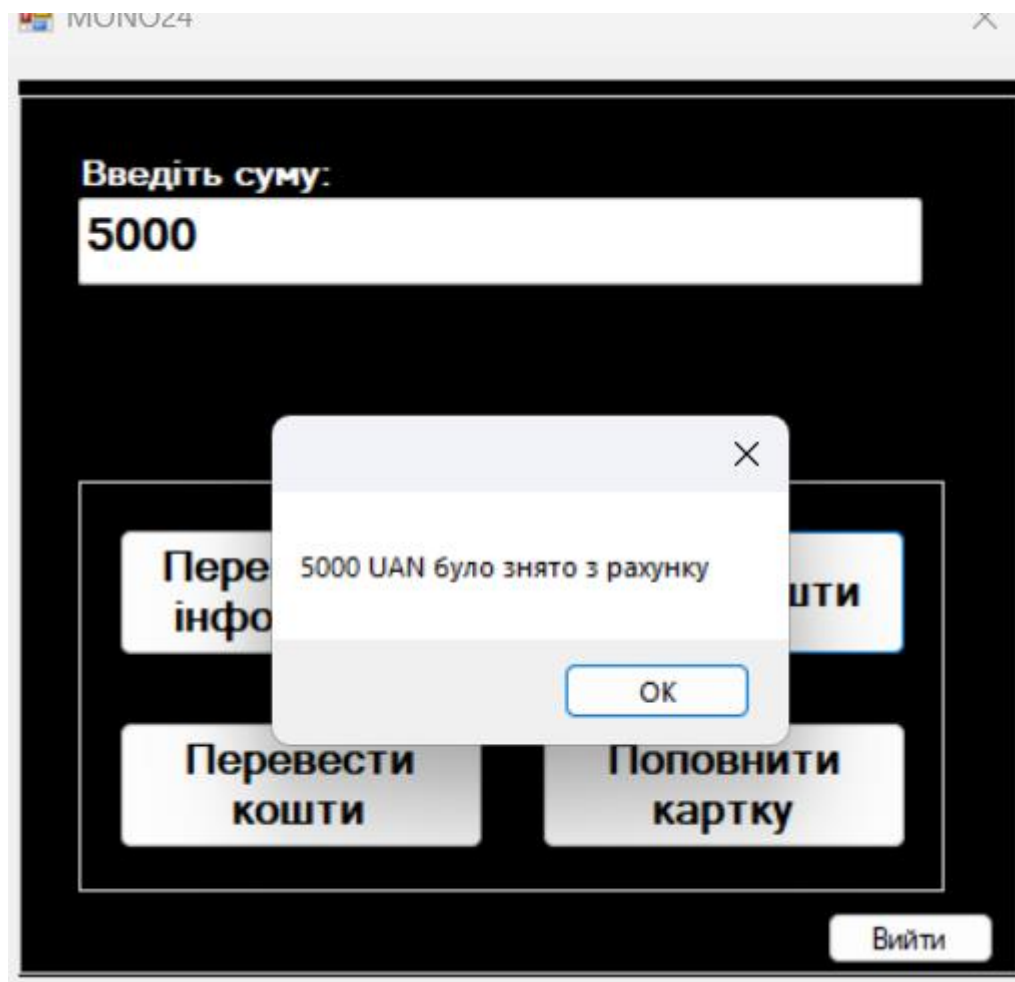 MONO24
Введіть суму:
5000
5000 UAN було знято з рахунку
OK
Перевести
кошти
Поповнити
картку
Вийти